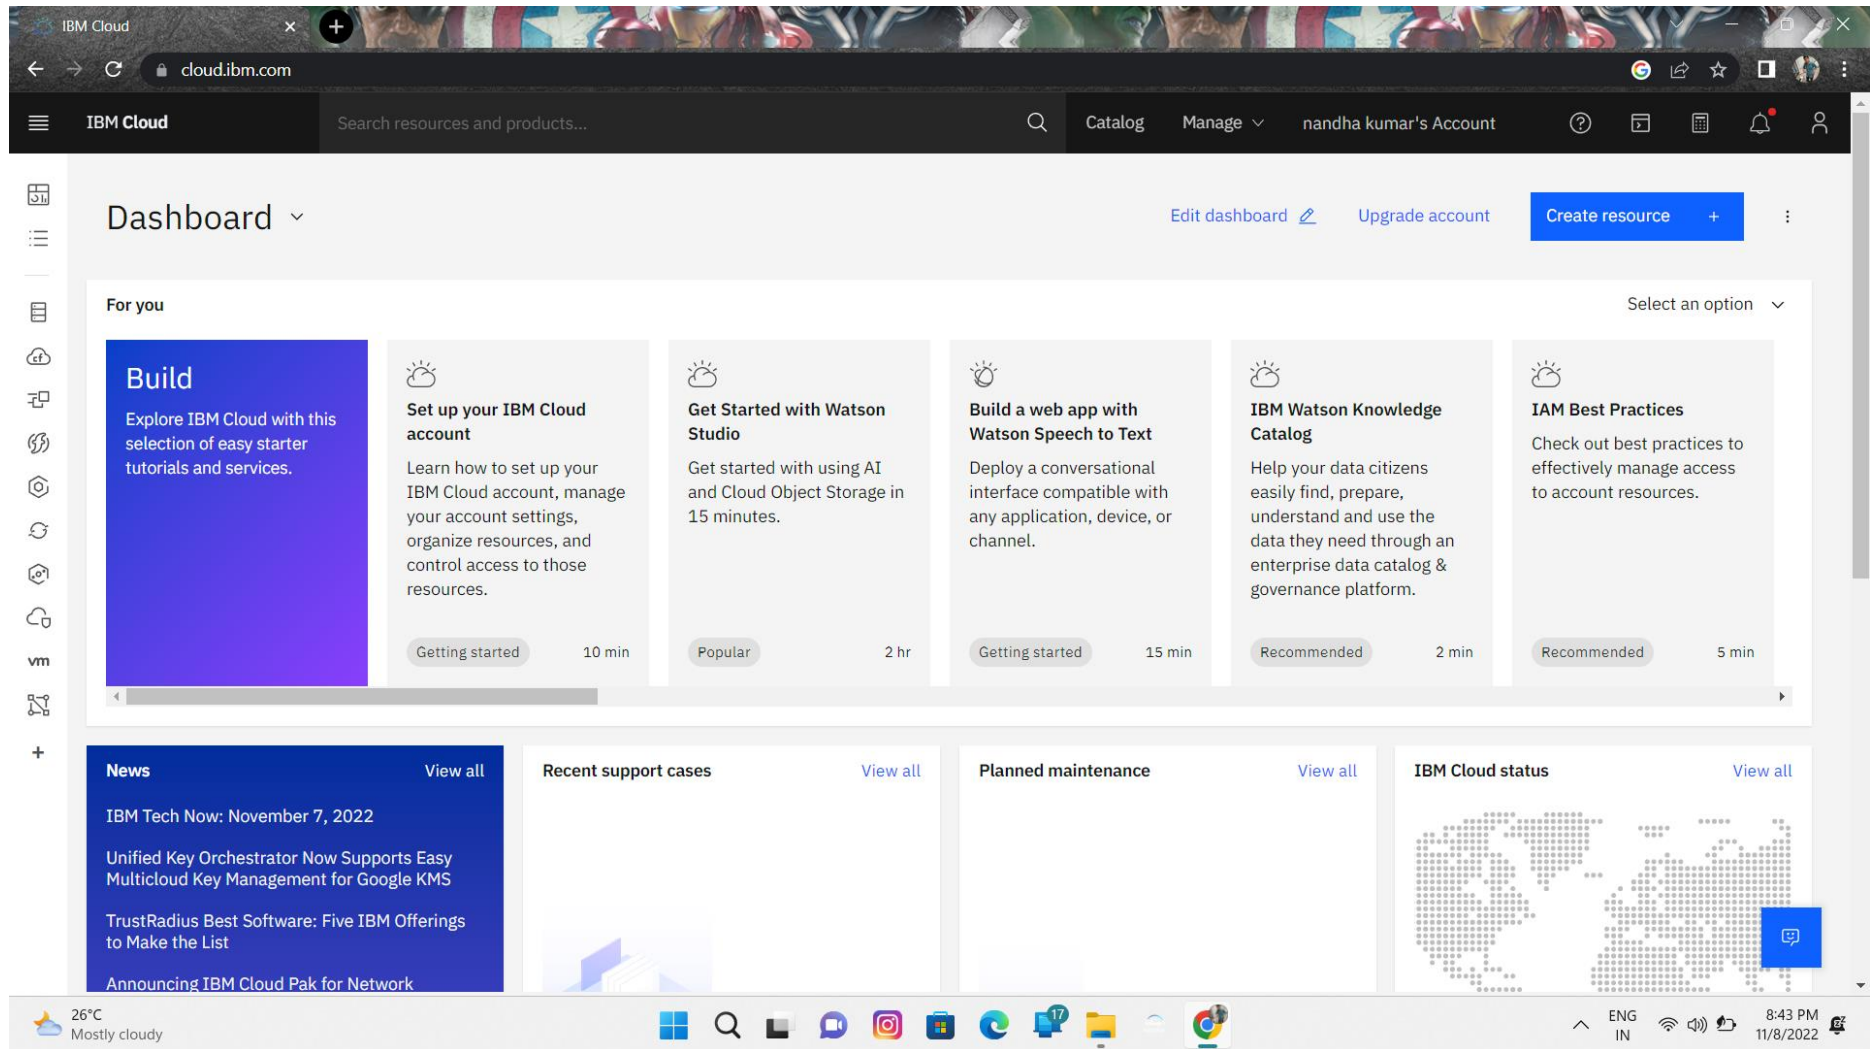 IBM Cloud
cloud.ibm.com
IBM Cloud
Search resources and products...
Catalog
Manage
nandha kumar's Account
Dashboard
Edit dashboard
Upgrade account
Create resource +
For you
Select an option
Build
Explore IBM Cloud with this
selection of easy starter
tutorials and services.
Set up your IBM Cloud
account
Learn how to set up your
IBM Cloud account, manage
your account settings,
organize resources, and
control access to those
resources.
Getting started
10 min
Get Started with Watson
Studio
Get started with using AI
and Cloud Object Storage in
15 minutes.
Popular
2 hr
Build a web app with
Watson Speech to Text
Deploy a conversational
interface compatible with
any application, device, or
channel.
Getting started
15 min
IBM Watson Knowledge
Catalog
Help your data citizens
easily find, prepare,
understand and use the
data they need through an
enterprise data catalog &
governance platform.
Recommended
2 min
IAM Best Practices
Check out best practices to
effectively manage access
to account resources.
Recommended
5 min
vm
News
View all
IBM Tech Now: November 7, 2022
Unified Key Orchestrator Now Supports Easy
Multicloud Key Management for Google KMS
TrustRadius Best Software: Five IBM Offerings
to Make the List
Announcing IBM Cloud Pak for Network
Recent support cases
View all
Planned maintenance
View all
IBM Cloud status
View all
26°C
Mostly cloudy
17
ENG
IN
8:43 PM
11/8/2022